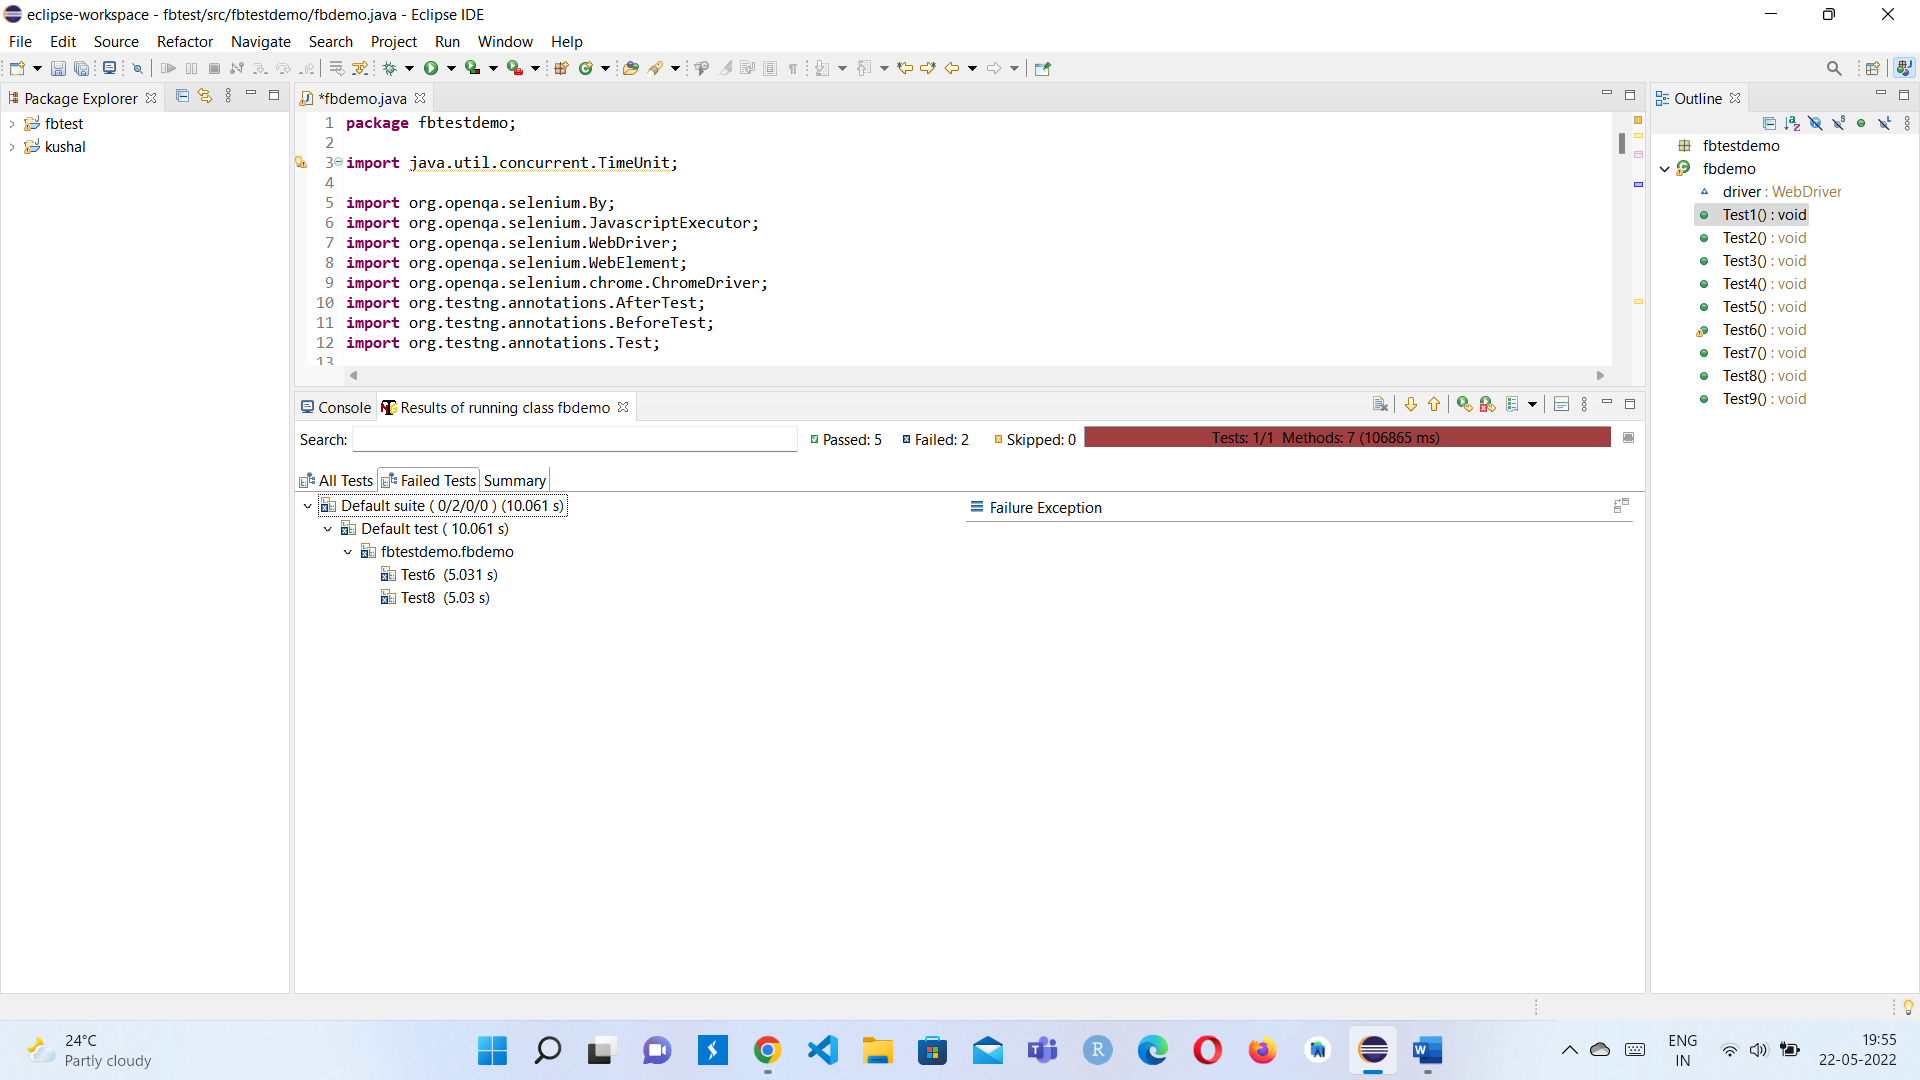 eclipse-workspace - fbtest/src/fbtestdemo/fbdemo.java - Eclipse IDE
File Edit Source Refactor Navigate Search Project Run Window Help
Package Explorer
fbtest
kushal
*fbdemo.java
1 package fbtestdemo;
2
3 import java.util.concurrent.TimeUnit;
4
5 import org.openqa.selenium.By;
6 import org.openqa.selenium.JavascriptExecutor;
7 import org.openqa.selenium.WebDriver;
8 import org.openqa.selenium.WebElement;
9 import org.openqa.selenium.chrome.ChromeDriver;
10 import org.testng.annotations.AfterTest;
11 import org.testng.annotations.BeforeTest;
12 import org.testng.annotations.Test;
13
Outline
fbtestdemo
fbdemo
driver : WebDriver
Test1() : void
Test2() : void
Test3() : void
Test4() : void
Test5() : void
Test6() : void
Test7() : void
Test8() : void
Test9() : void
Console Results of running class fbdemo
Search: Passed: 5 Failed: 2 Skipped: 0 Tests: 1/1 Methods: 7 (106865 ms)
All Tests Failed Tests Summary
Default suite ( 0/2/0/0 ) (10.061 s)
Default test ( 10.061 s)
fbtestdemo.fbdemo
Test6 (5.031 s)
Test8 (5.03 s)
Failure Exception
24°C
Partly cloudy
ENG
IN
19:55
22-05-2022